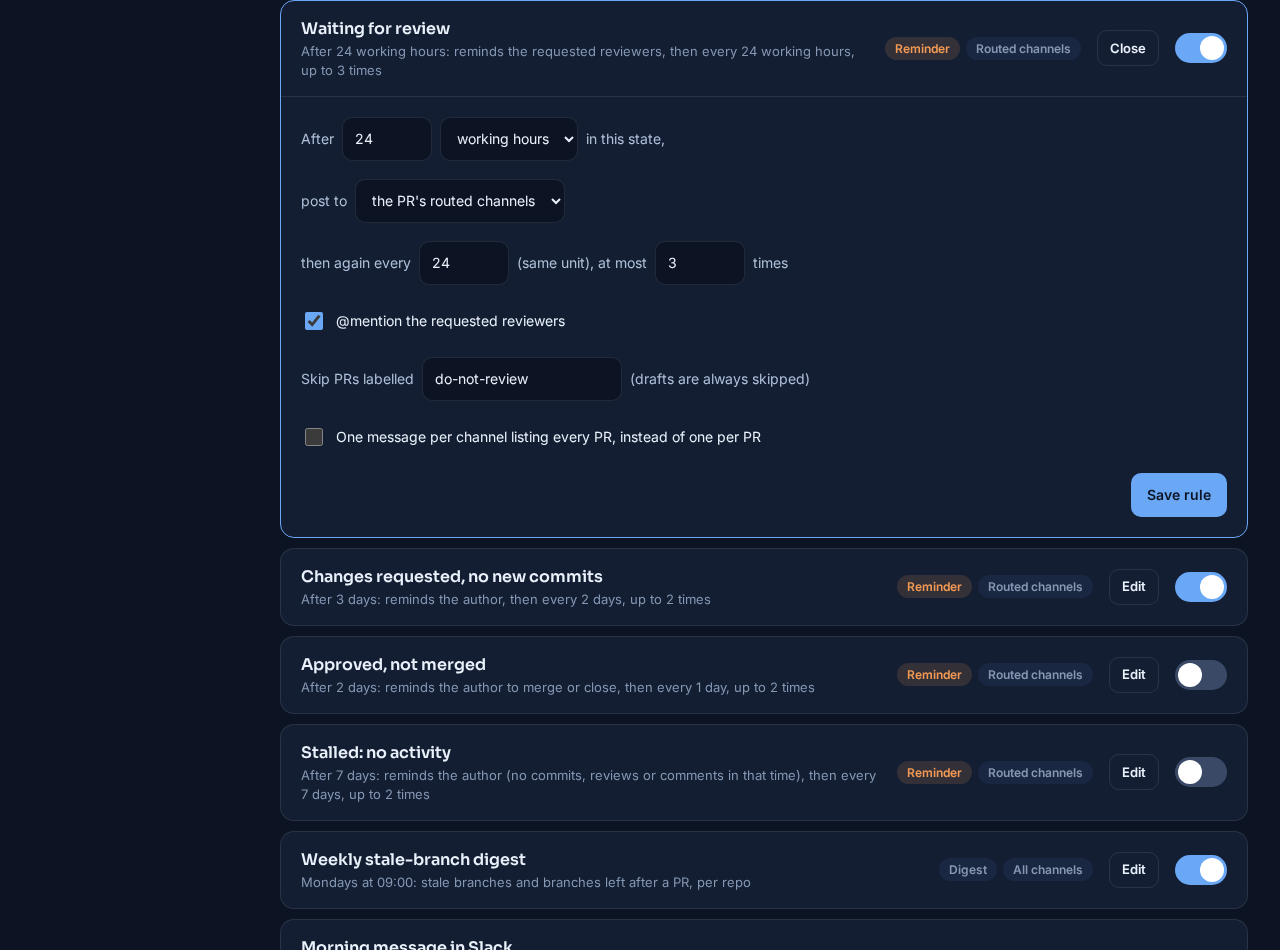 Waiting for review
After 24 working hours: reminds the requested reviewers, then every 24 working hours,
up to 3 times
Reminder
Routed channels
Close
After 24 working hours in this state,
post to the PR's routed channels
then again every 24 (same unit), at most 3 times
@mention the requested reviewers
Skip PRs labelled do-not-review (drafts are always skipped)
One message per channel listing every PR, instead of one per PR
Save rule
Changes requested, no new commits
After 3 days: reminds the author, then every 2 days, up to 2 times
Reminder
Routed channels
Edit
Approved, not merged
After 2 days: reminds the author to merge or close, then every 1 day, up to 2 times
Reminder
Routed channels
Edit
Stalled: no activity
After 7 days: reminds the author (no commits, reviews or comments in that time), then every
7 days, up to 2 times
Reminder
Routed channels
Edit
Weekly stale-branch digest
Mondays at 09:00: stale branches and branches left after a PR, per repo
Digest
All channels
Edit
Morning message in Slack